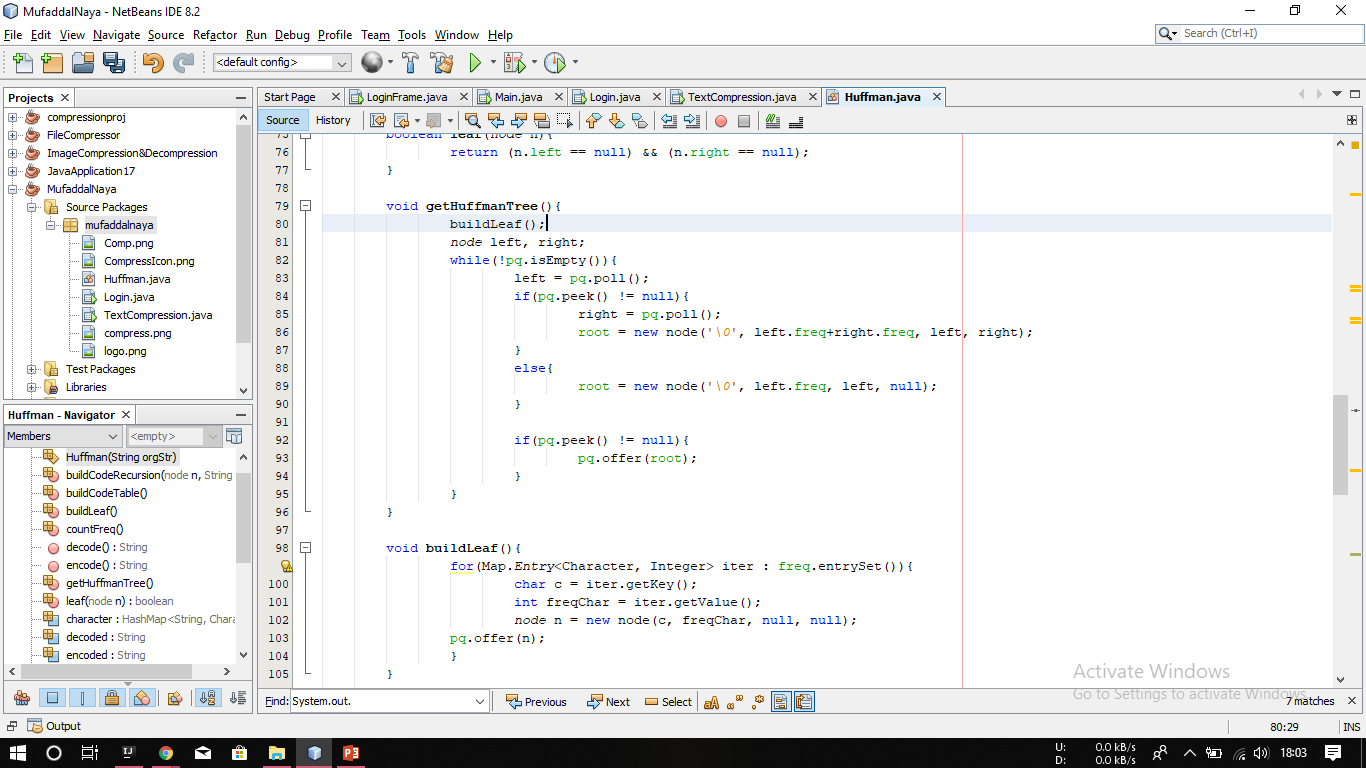 MufaddalNaya - NetBeans IDE 8.2
File Edit View Navigate Source Refactor Run Debug Profile Team Tools Window Help
Search (Ctrl+I)
<default config>
Projects
compressionproj
FileCompressor
ImageCompression&Decompression
JavaApplication17
MufaddalNaya
Source Packages
mufaddalnaya
Comp.png
CompressIcon.png
Huffman.java
Login.java
TextCompression.java
compress.png
logo.png
Test Packages
Libraries
Huffman - Navigator
Members
<empty>
Huffman(String orgStr)
buildCodeRecursion(node n, String
buildCodeTable()
buildLeaf()
countFreq()
decode() : String
encode() : String
getHuffmanTree()
leaf(node n) : boolean
character : HashMap<String, Chara
decoded : String
encoded : String
Start Page LoginFrame.java Main.java Login.java TextCompression.java Huffman.java
Source History
75 boolean leaf(node n){
76 return (n.left == null) && (n.right == null);
77 }
78
79 void getHuffmanTree(){
80 buildLeaf();
81 node left, right;
82 while(!pq.isEmpty()){
83 left = pq.poll();
84 if(pq.peek() != null){
85 right = pq.poll();
86 root = new node('\0', left.freq+right.freq, left, right);
87 }
88 else{
89 root = new node('\0', left.freq, left, null);
90 }
91
92 if(pq.peek() != null){
93 pq.offer(root);
94 }
95 }
96 }
97
98 void buildLeaf(){
for(Map.Entry<Character, Integer> iter : freq.entrySet()){
100 char c = iter.getKey();
101 int freqChar = iter.getValue();
102 node n = new node(c, freqChar, null, null);
103 pq.offer(n);
104 }
105 }
Activate Windows
Go to Settings to activate Windows.
Find: System.out. Previous Next Select aA 7 matches
Output
80:29 INS
IJ
U: 0.0 kB/s
D: 0.0 kB/s
18:03